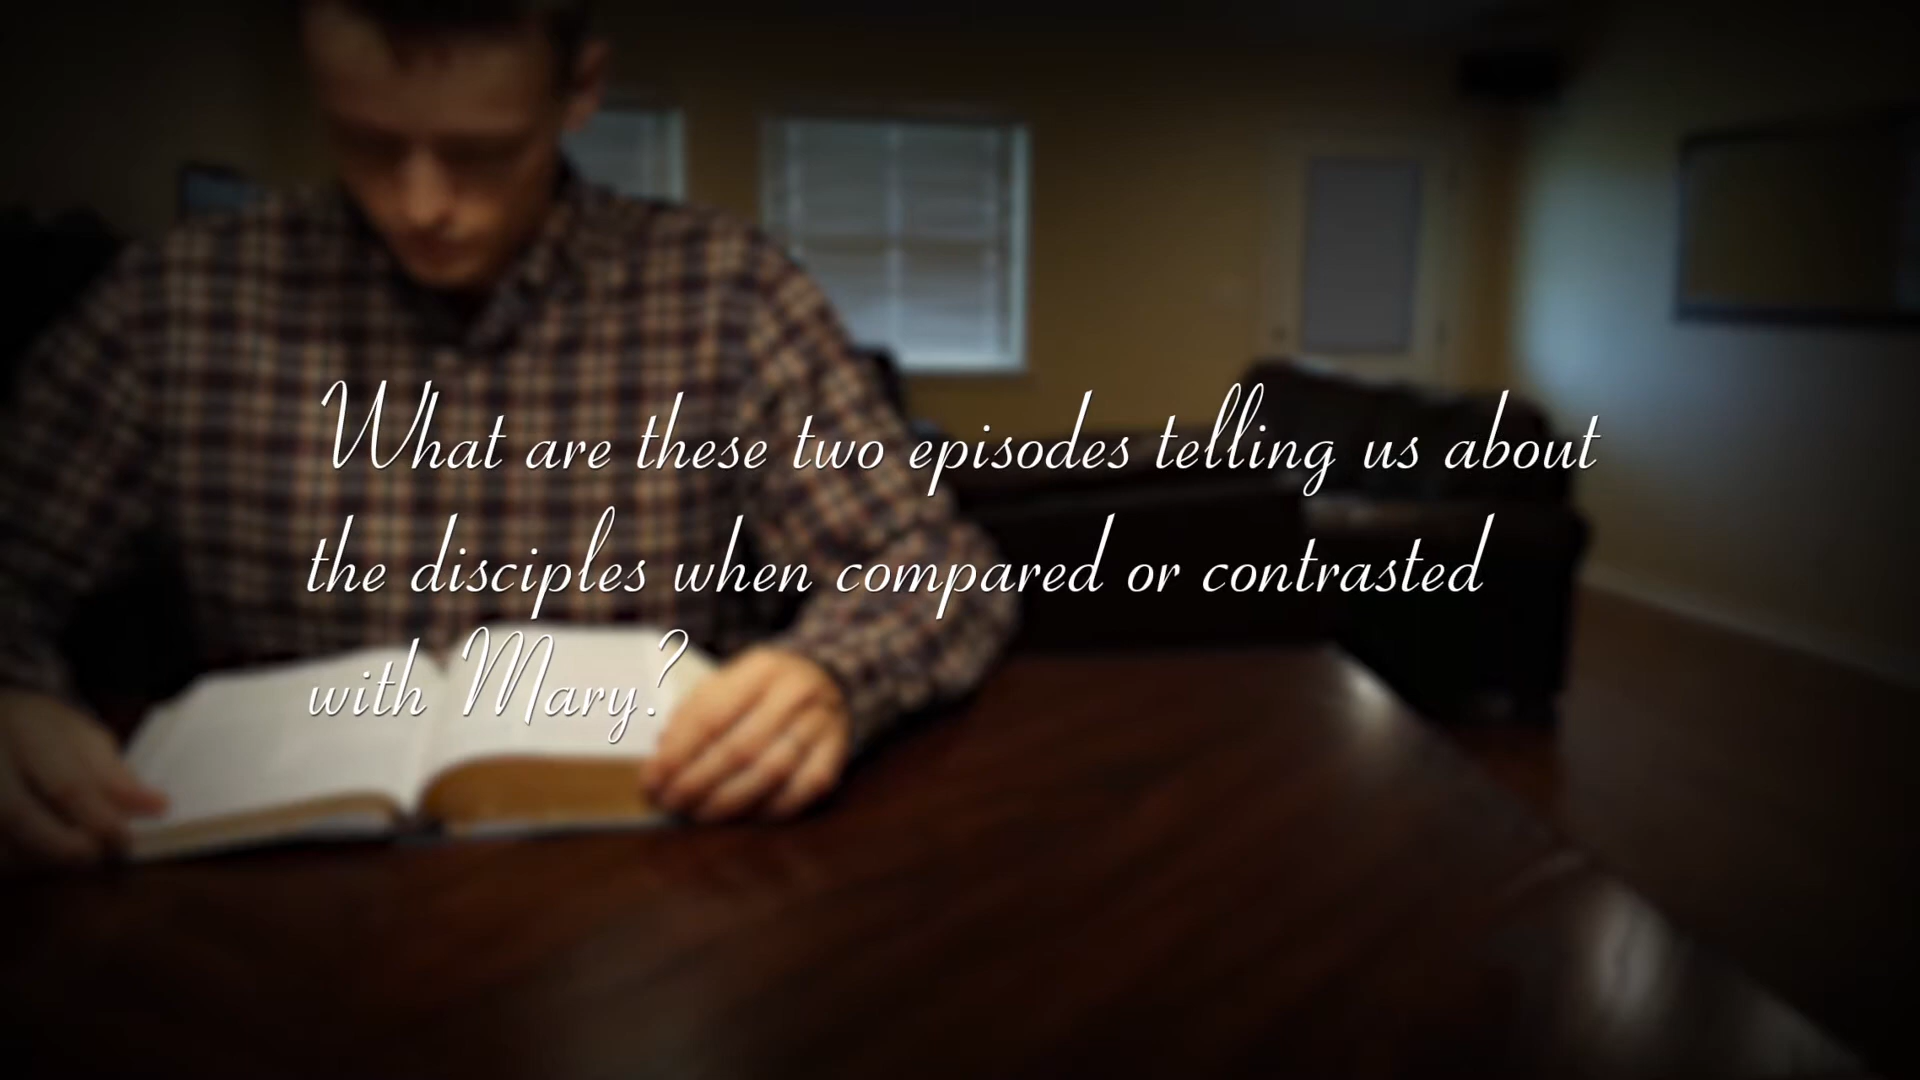 What are these two episodes telling us about
the disciples when compared or contrasted
with Mary?